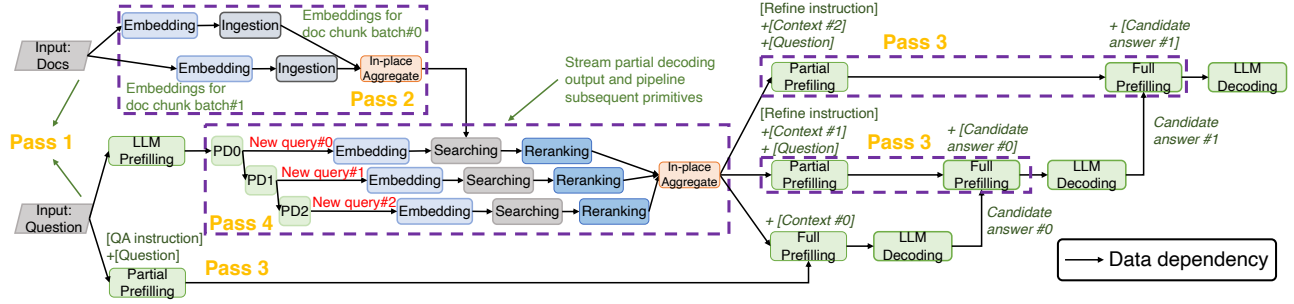 Input:
Docs
Embedding
Ingestion
Embeddings for
doc chunk batch#0
Embedding
Ingestion
In-place
Aggregate
Embeddings for
doc chunk batch#1
Pass 2
Pass 1
Stream partial decoding
output and pipeline
subsequent primitives
LLM
Prefilling
PD0
New query#0
Embedding
Searching
Reranking
PD1
New query#1
Embedding
Searching
Reranking
PD2
New query#2
Embedding
Searching
Reranking
In-place
Aggregate
Pass 4
Input:
Question
[QA instruction]
+[Question]
Partial
Prefilling
Pass 3
[Refine instruction]
+[Context #2]
+[Question]
Partial
Prefilling
Pass 3
+ [Candidate
answer #1]
Full
Prefilling
LLM
Decoding
[Refine instruction]
+[Context #1]
+ [Question]
Partial
Prefilling
Pass 3
+ [Candidate
answer #0]
Full
Prefilling
LLM
Decoding
Candidate
answer #1
+ [Context #0]
Full
Prefilling
LLM
Decoding
Candidate
answer #0
Data dependency